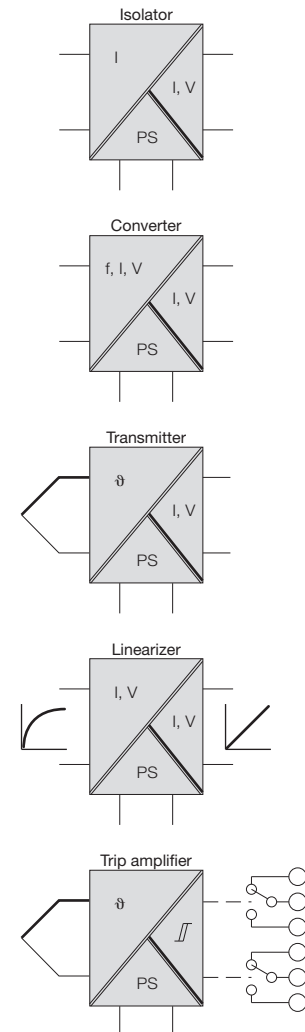 Isolator
I
I, V
PS
Converter
f, I, V
I, V
PS
Transmitter
ϑ
I, V
PS
Linearizer
I, V
I, V
PS
Trip amplifier
ϑ
PS